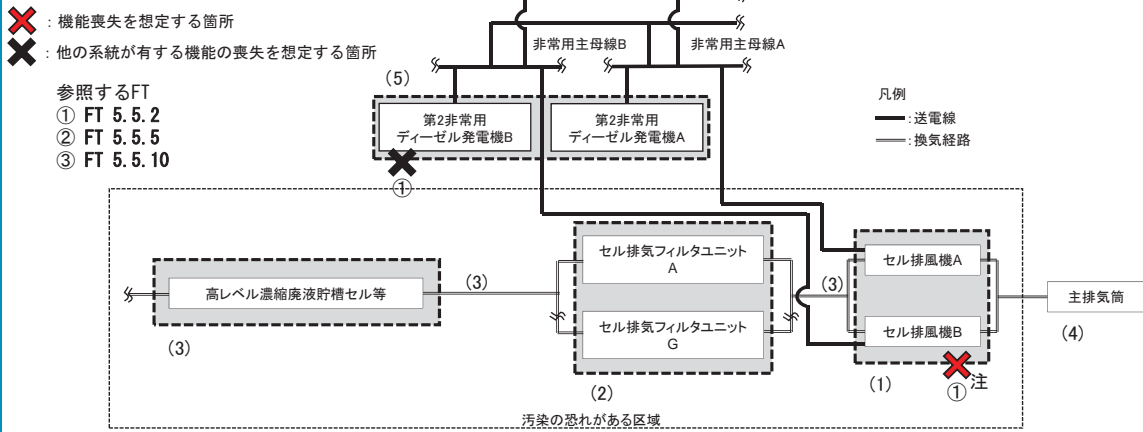 ：機能喪失を想定する箇所
：他の系統が有する機能の喪失を想定する箇所
参照するFT
① FT 5.5.2
② FT 5.5.5
③ FT 5.5.10
非常用主母線B
非常用主母線A
(5)
第2非常用
ディーゼル発電機B
第2非常用
ディーゼル発電機A
①
凡例
：送電線
：換気経路
高レベル濃縮廃液貯槽セル等
(3)
(3)
セル排気フィルタユニット
A
セル排気フィルタユニット
G
(2)
(3)
セル排風機A
セル排風機B
(1)
①注
主排気筒
(4)
汚染の恐れがある区域